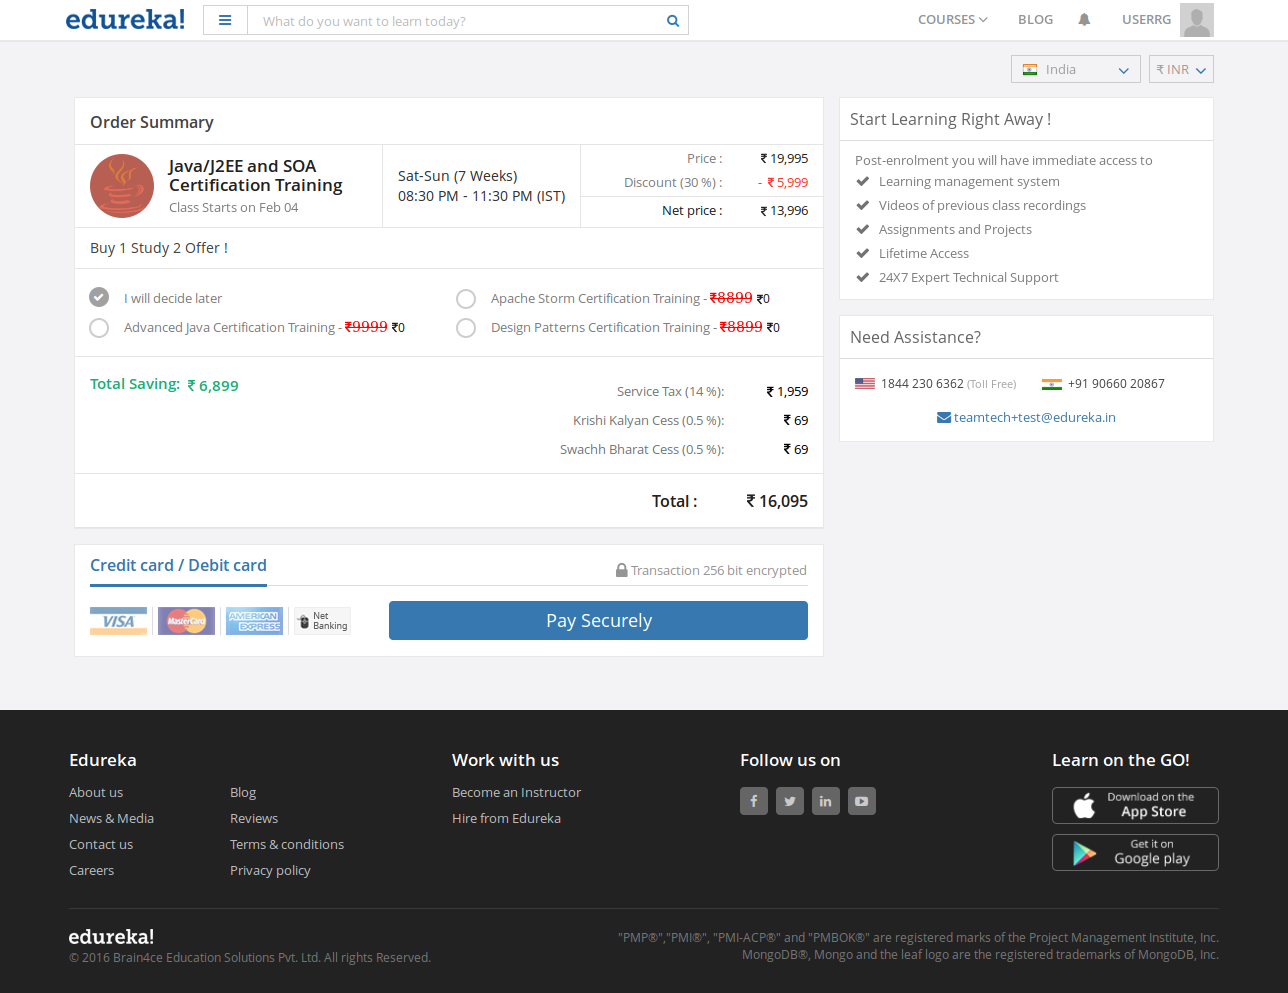 edureka!
What do you want to learn today?
COURSES
BLOG
USERRG
India
₹ INR
Order Summary
Java/J2EE and SOA
Certification Training
Class Starts on Feb 04
Sat-Sun (7 Weeks)
08:30 PM - 11:30 PM (IST)
Price : ₹ 19,995
Discount (30 %) : - ₹ 5,999
Net price : ₹ 13,996
Buy 1 Study 2 Offer !
I will decide later
Apache Storm Certification Training - ₹8899 ₹0
Advanced Java Certification Training - ₹9999 ₹0
Design Patterns Certification Training - ₹8899 ₹0
Total Saving: ₹ 6,899
Service Tax (14 %): ₹ 1,959
Krishi Kalyan Cess (0.5 %): ₹ 69
Swachh Bharat Cess (0.5 %): ₹ 69
Total : ₹ 16,095
Credit card / Debit card
Transaction 256 bit encrypted
VISA
MasterCard
AMERICAN
EXPRESS
Net
Banking
Pay Securely
Start Learning Right Away !
Post-enrolment you will have immediate access to
Learning management system
Videos of previous class recordings
Assignments and Projects
Lifetime Access
24X7 Expert Technical Support
Need Assistance?
1844 230 6362 (Toll Free)
+91 90660 20867
teamtech+test@edureka.in
Edureka
About us
News & Media
Contact us
Careers
Blog
Reviews
Terms & conditions
Privacy policy
Work with us
Become an Instructor
Hire from Edureka
Follow us on
Learn on the GO!
Download on the
App Store
Get it on
Google play
edureka!
© 2016 Brain4ce Education Solutions Pvt. Ltd. All rights Reserved.
"PMP®","PMI®", "PMI-ACP®" and "PMBOK®" are registered marks of the Project Management Institute, Inc.
MongoDB®, Mongo and the leaf logo are the registered trademarks of MongoDB, Inc.